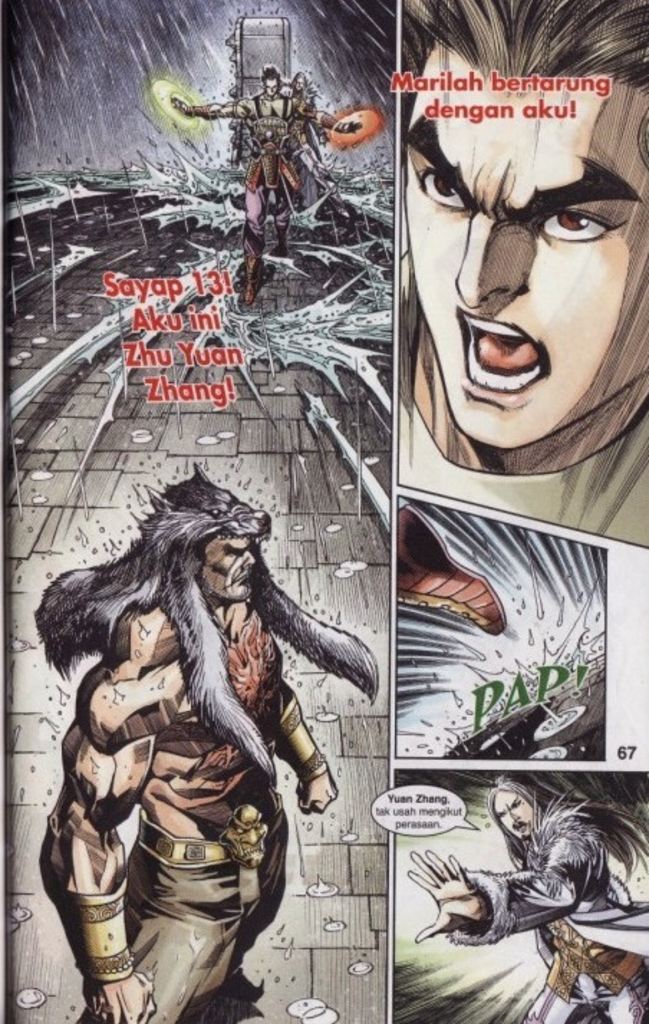 Sayap 13!
Aku ini
Zhu Yuan
Zhang!
Marilah bertarung
dengan aku!
PAP!
67
Yuan Zhang,
tak usah mengikut
perasaan.